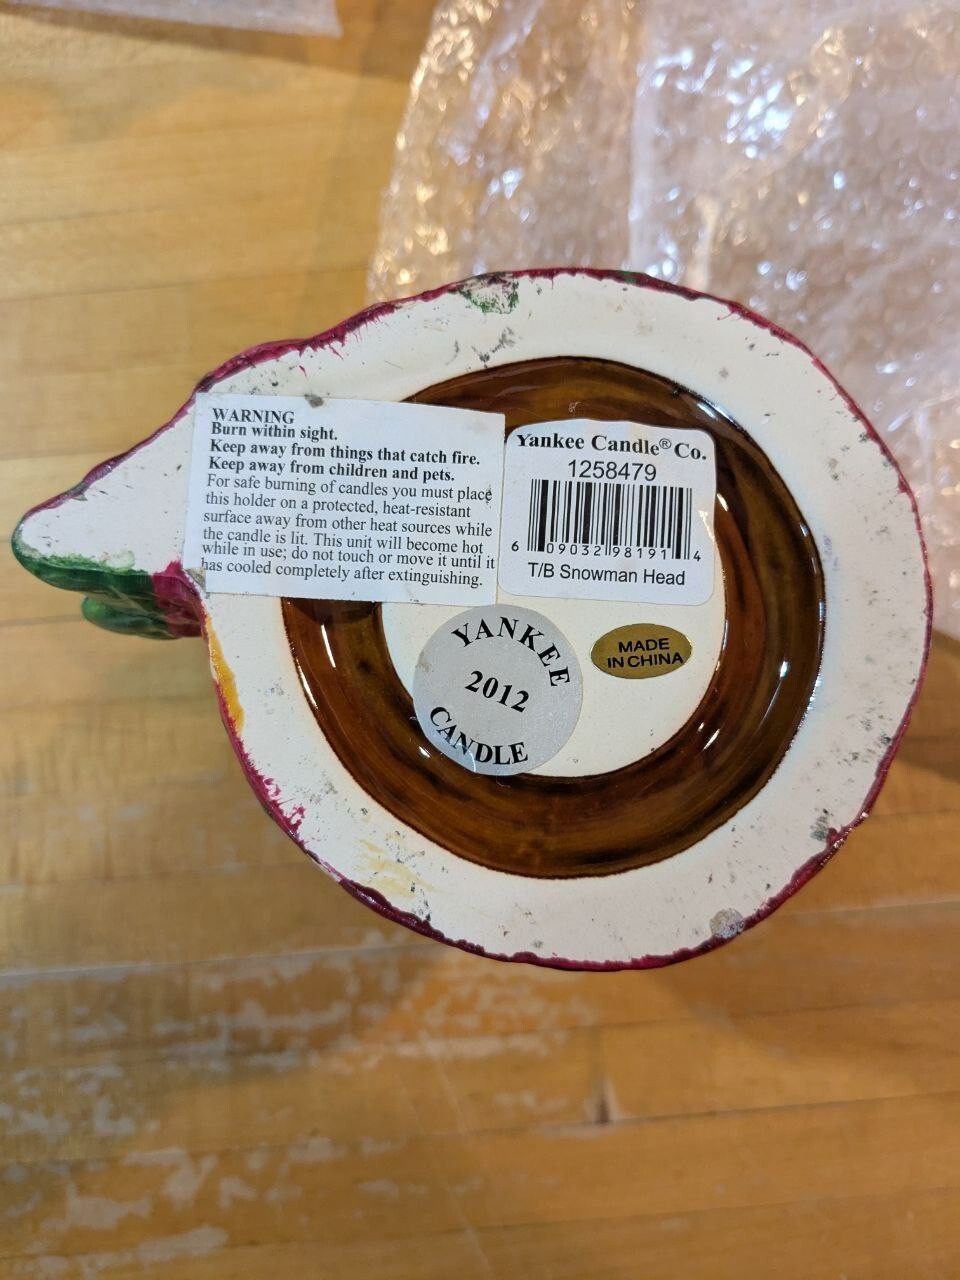 WARNING
Burn within sight.
Keep away from things that catch fire.
Keep away from children and pets.
For safe burning of candles you must place
this holder on a protected, heat-resistant
surface away from other heat sources while
the candle is lit. This unit will become hot
while in use; do not touch or move it until it
has cooled completely after extinguishing.
Yankee Candle® Co.
1258479
6 09032 98191 4
T/B Snowman Head
YANKEE
2012
CANDLE
MADE
IN CHINA